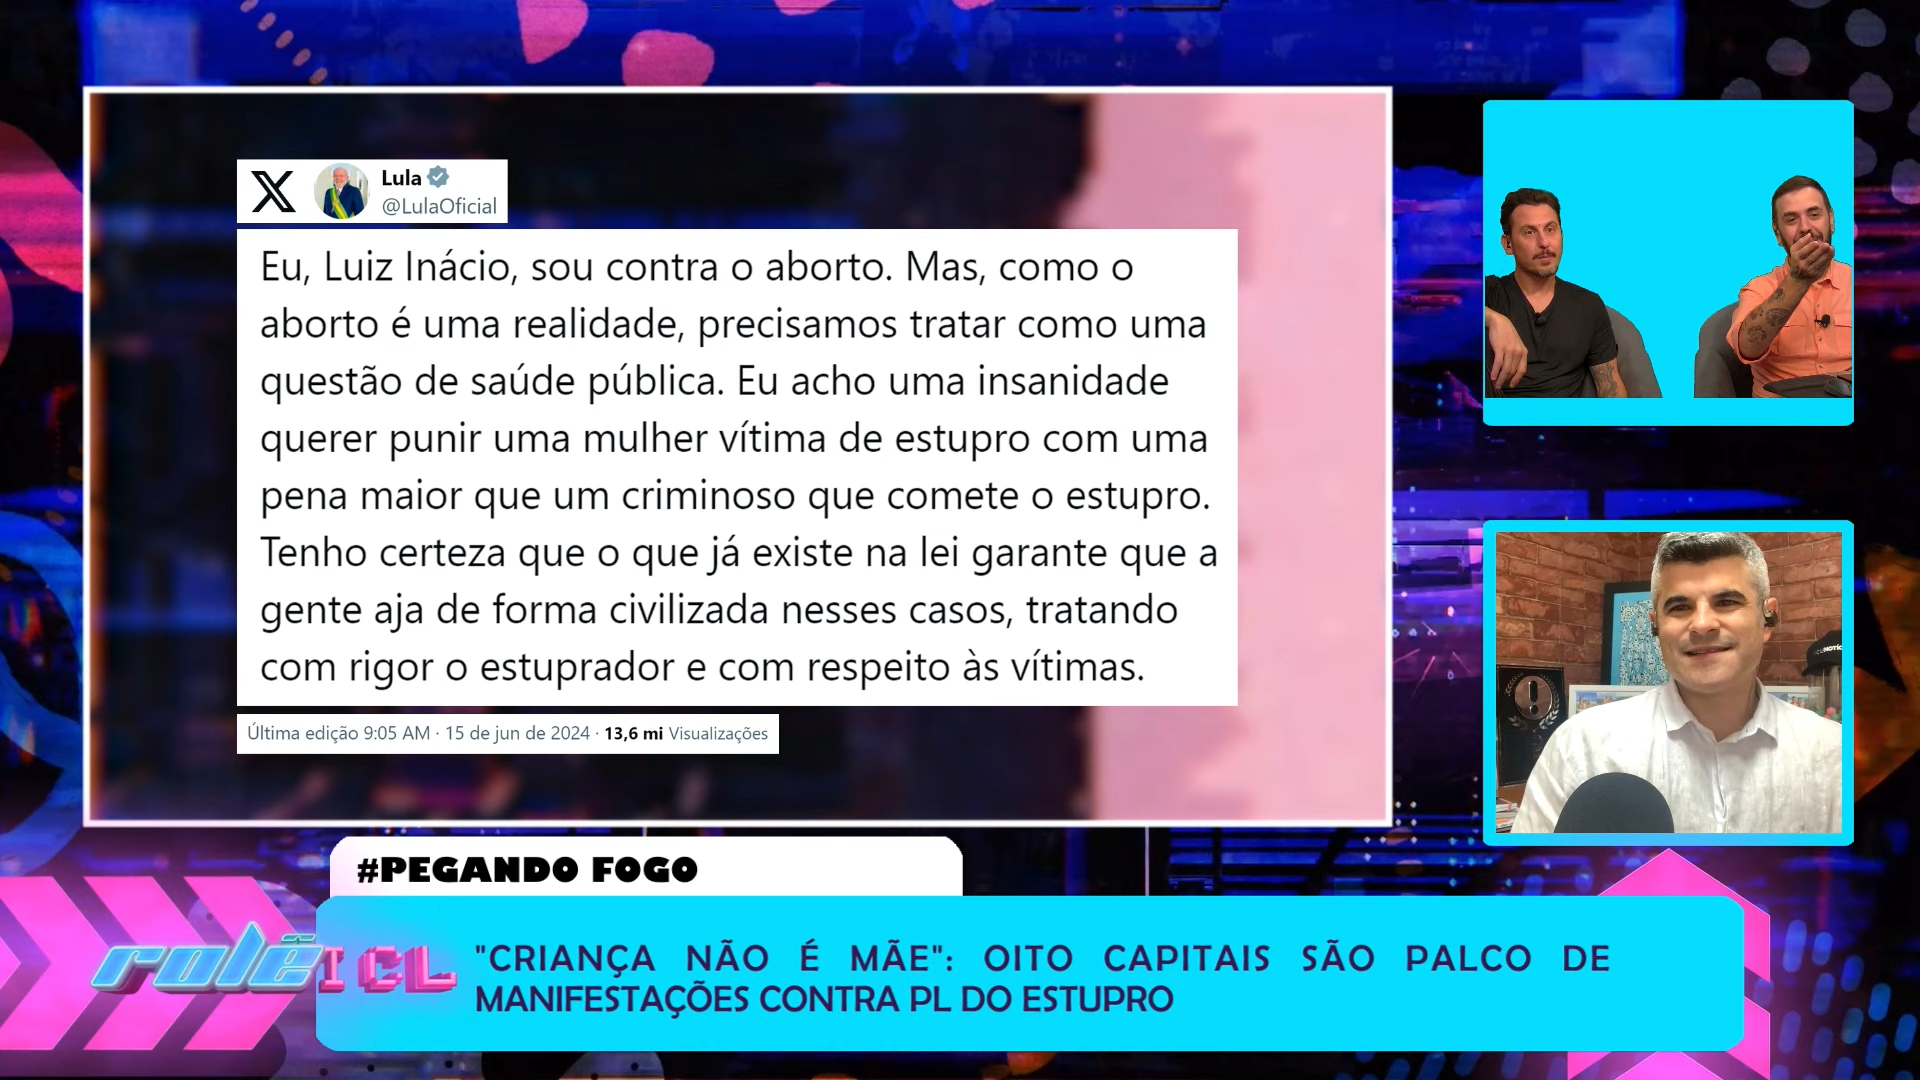 Lula
@LulaOficial
Eu, Luiz Inácio, sou contra o aborto. Mas, como o
aborto é uma realidade, precisamos tratar como uma
questão de saúde pública. Eu acho uma insanidade
querer punir uma mulher vítima de estupro com uma
pena maior que um criminoso que comete o estupro.
Tenho certeza que o que já existe na lei garante que a
gente aja de forma civilizada nesses casos, tratando
com rigor o estuprador e com respeito às vítimas.
Última edição 9:05 AM · 15 de jun de 2024 · 13,6 mi Visualizações
#PEGANDO FOGO
rolê ICL
"CRIANÇA NÃO É MÃE": OITO CAPITAIS SÃO PALCO DE
MANIFESTAÇÕES CONTRA PL DO ESTUPRO